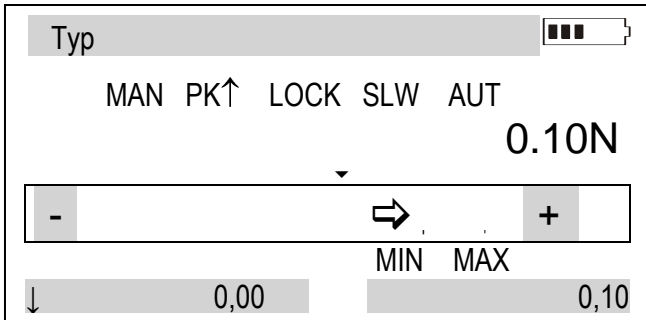 Typ
MAN PK↑ LOCK SLW AUT
0.10N
- +
MIN MAX
↓ 0,00 0,10